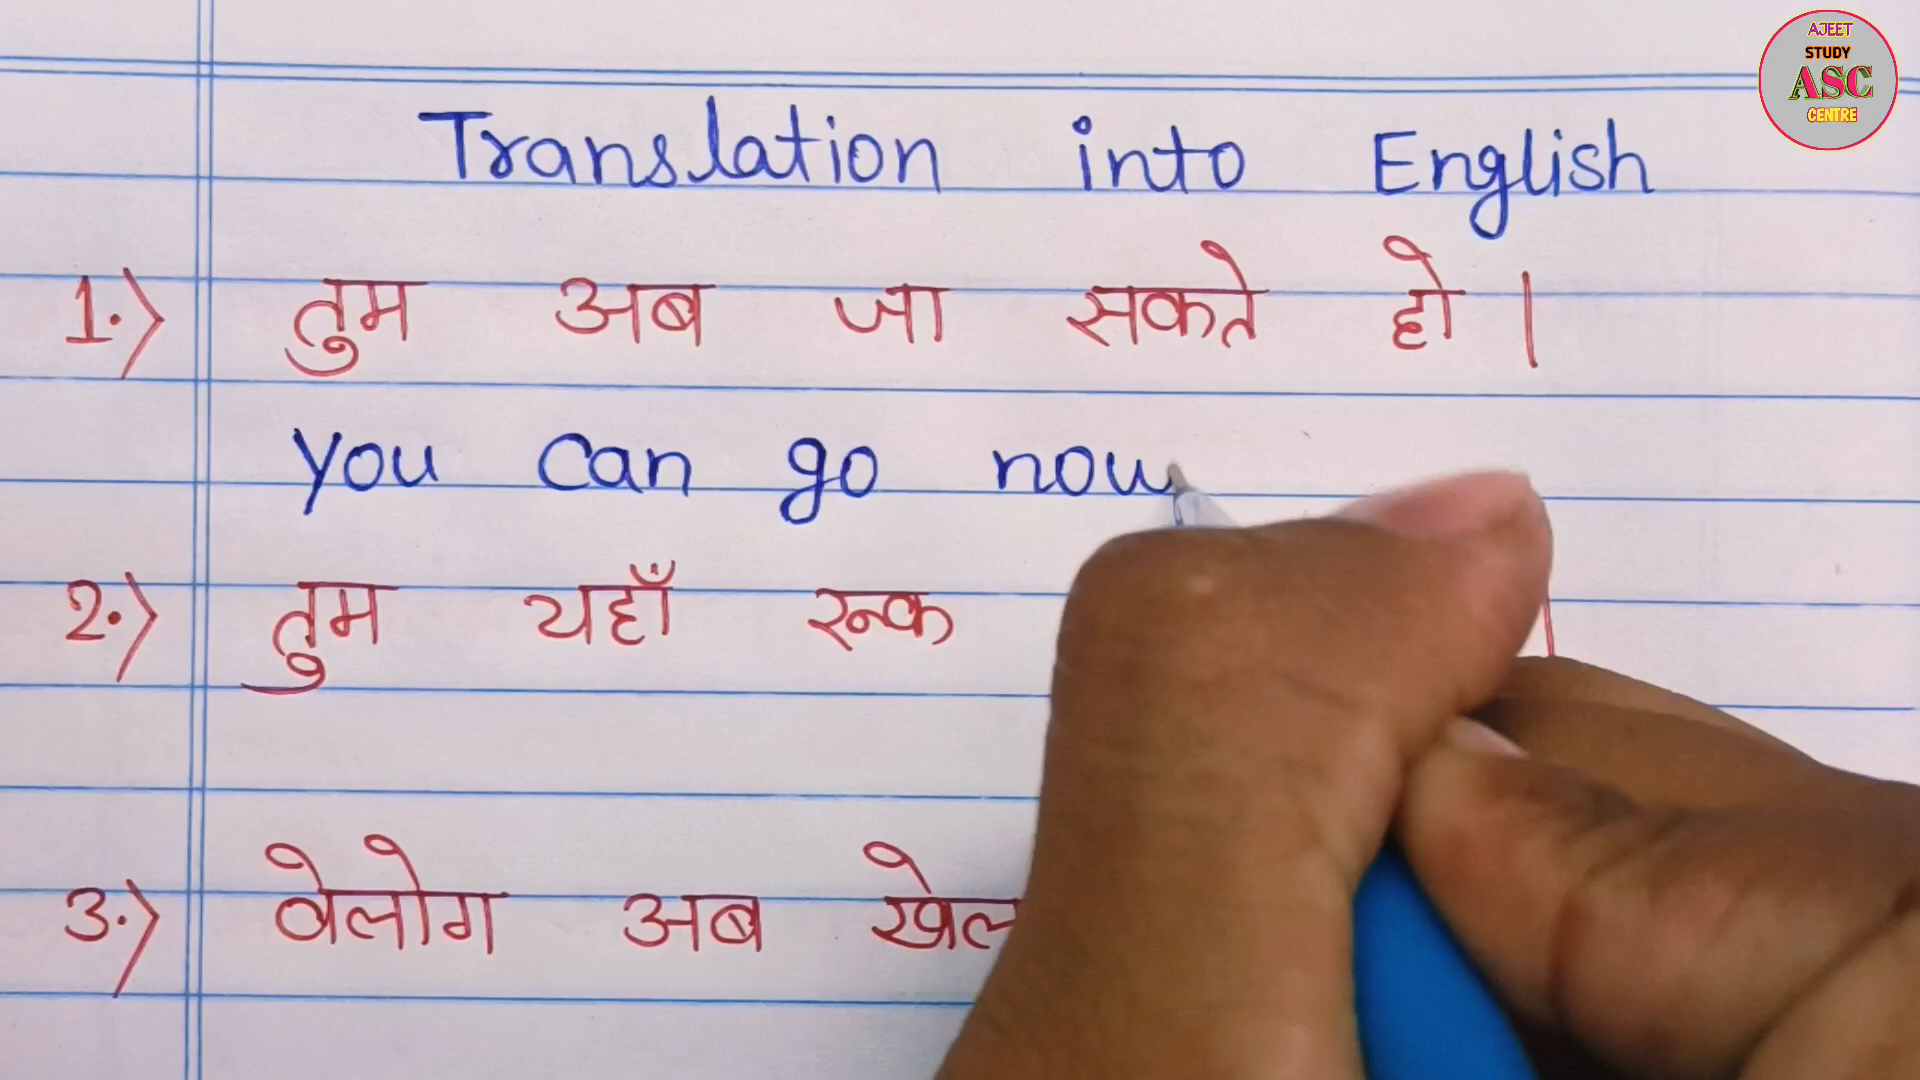 AJEET
STUDY
ASC
CENTRE
Translation into English
1.) तुम अब जा सकते हो।
You can go now
2.) तुम यहाँ रूक ।
3.) वेलोग अब खेल